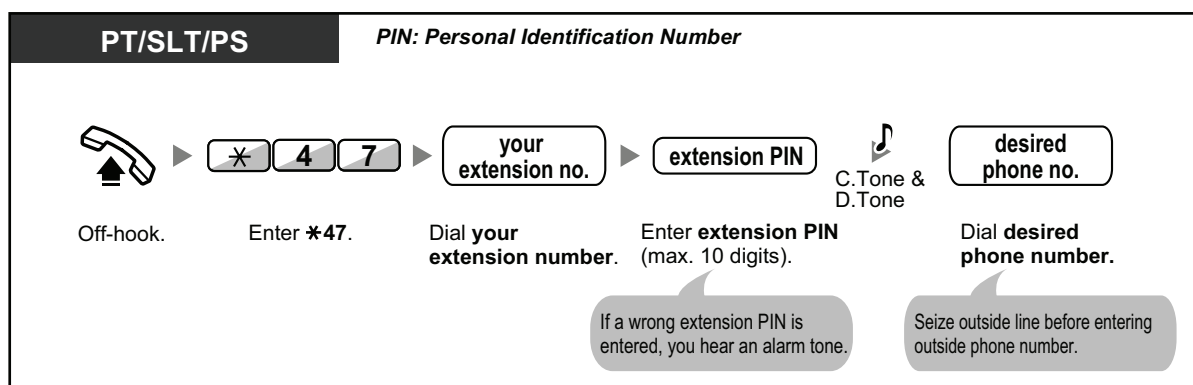 PT/SLT/PS
PIN: Personal Identification Number
✳ 4 7
your
extension no.
extension PIN
C.Tone &
D.Tone
desired
phone no.
Off-hook.
Enter ✳47.
Dial your
extension number.
Enter extension PIN
(max. 10 digits).
Dial desired
phone number.
If a wrong extension PIN is
entered, you hear an alarm tone.
Seize outside line before entering
outside phone number.